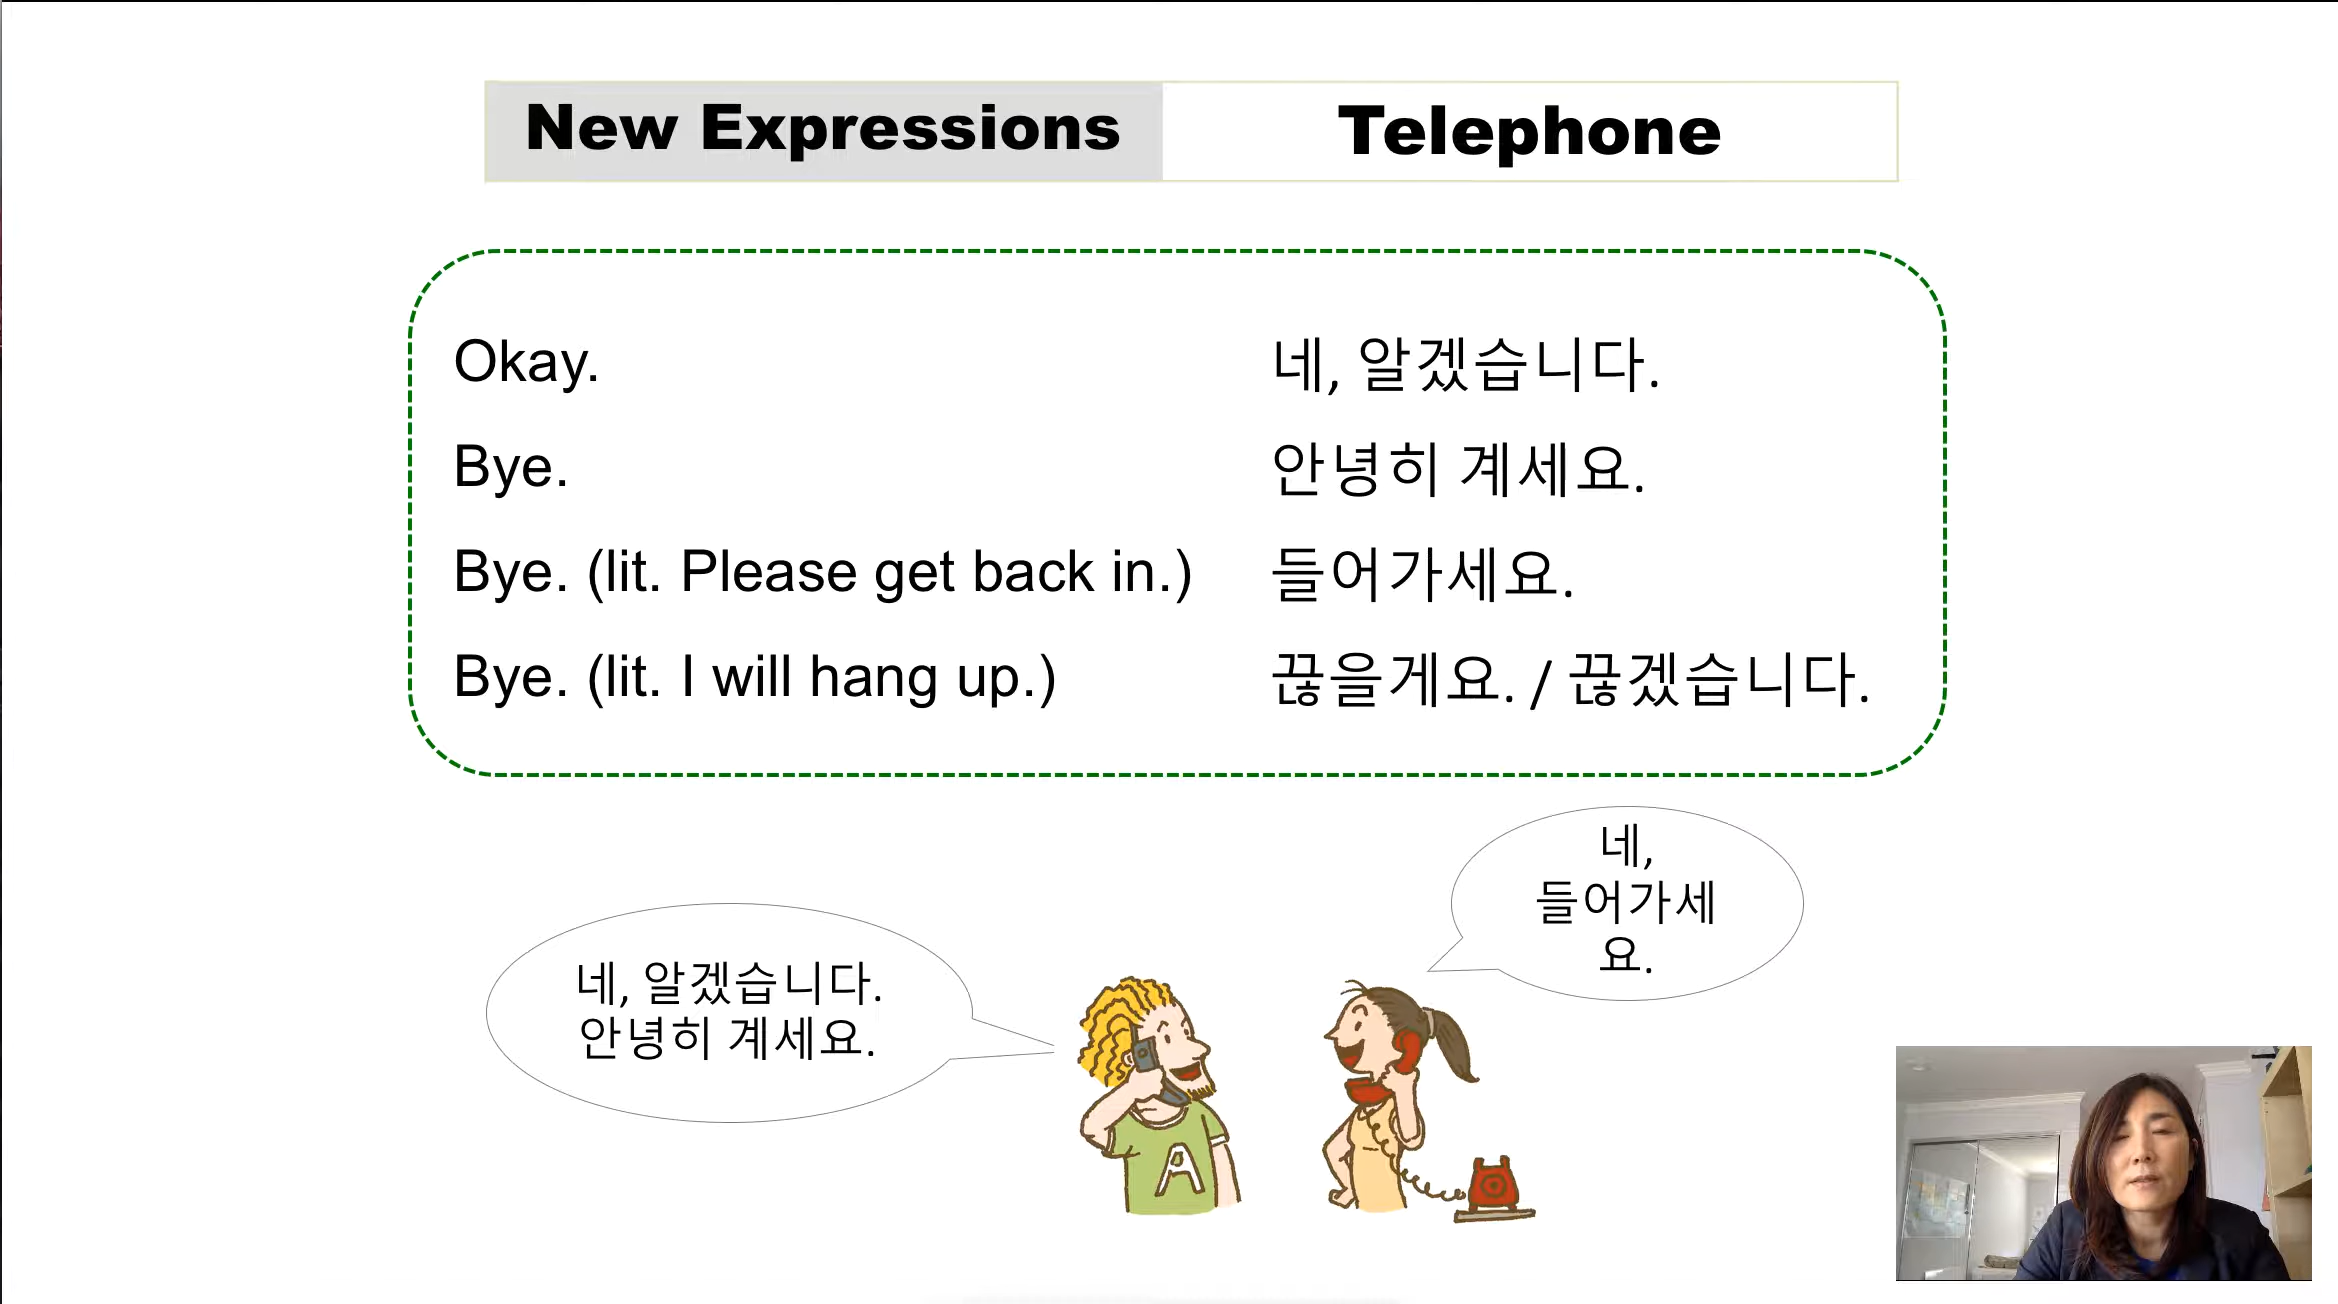 New Expressions Telephone
Okay. 네, 알겠습니다.
Bye. 안녕히 계세요.
Bye. (lit. Please get back in.) 들어가세요.
Bye. (lit. I will hang up.) 끊을게요. / 끊겠습니다.
네,
들어가세
요.
네, 알겠습니다.
안녕히 계세요.
A